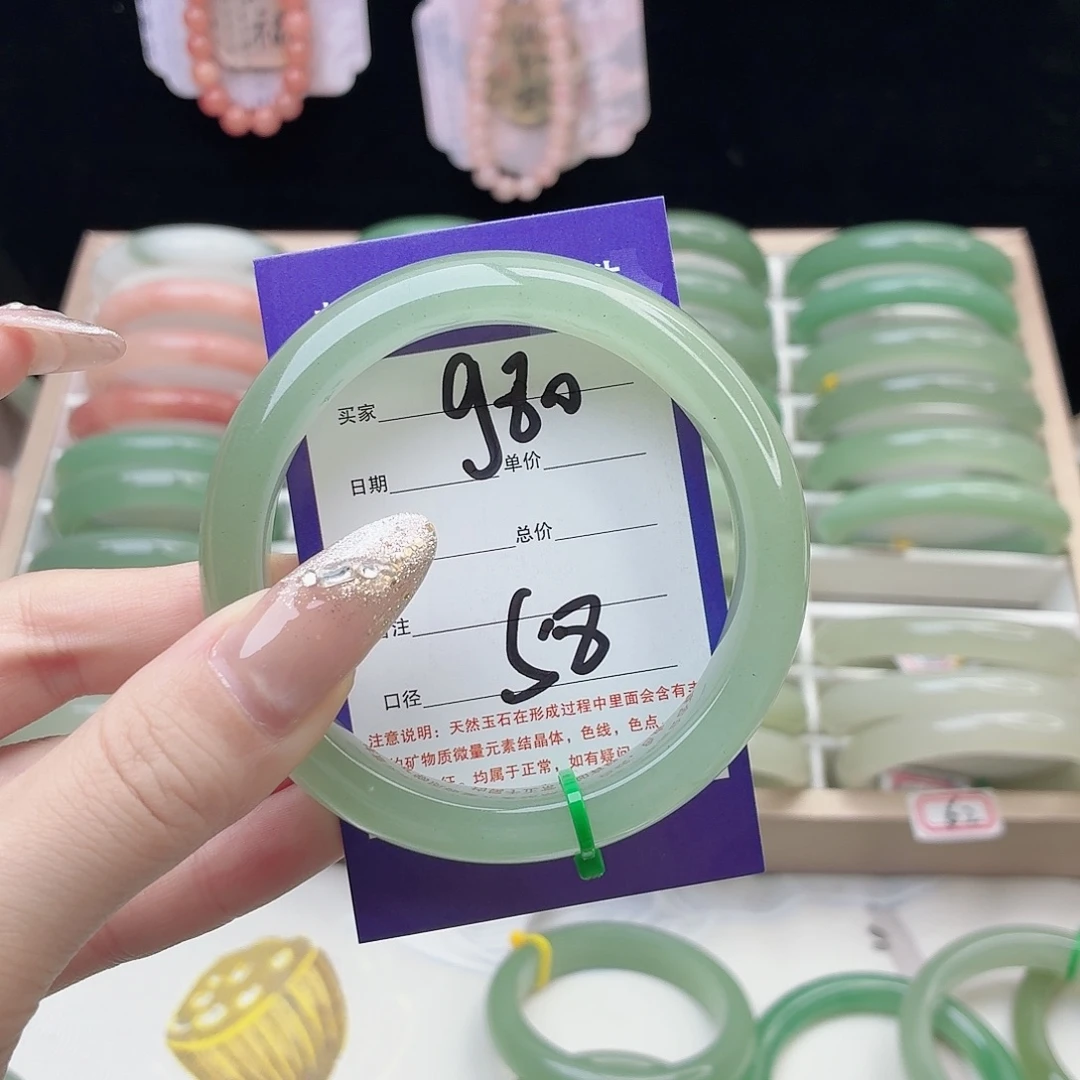 福
买家
980
日期
单价
总价
注
口径
58
注意说明：天然玉石在形成过程中里面会含有
矿物质微量元素结晶体，色线，色点
征，均属于正常，如有疑问
62